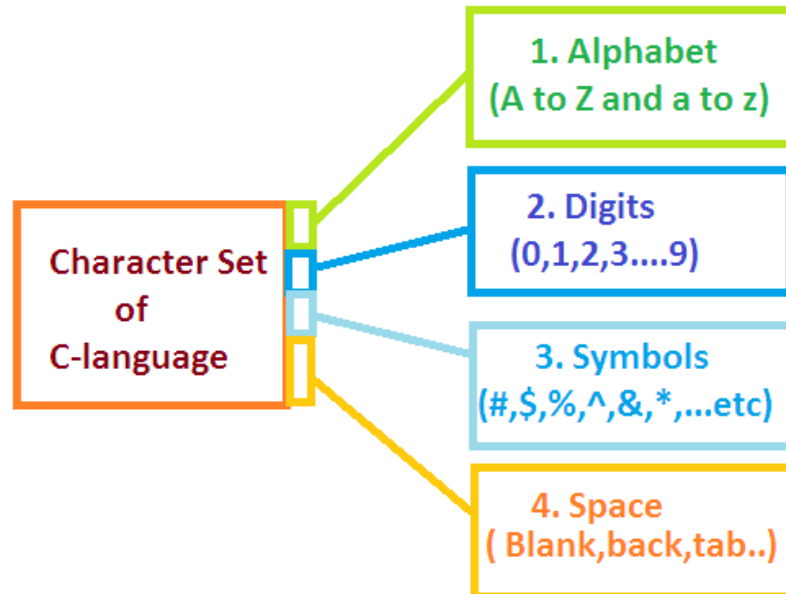 Character Set
of
C-language
1. Alphabet
(A to Z and a to z)
2. Digits
(0,1,2,3....9)
3. Symbols
(#,$,%,^,&,*,...etc)
4. Space
( Blank,back,tab..)